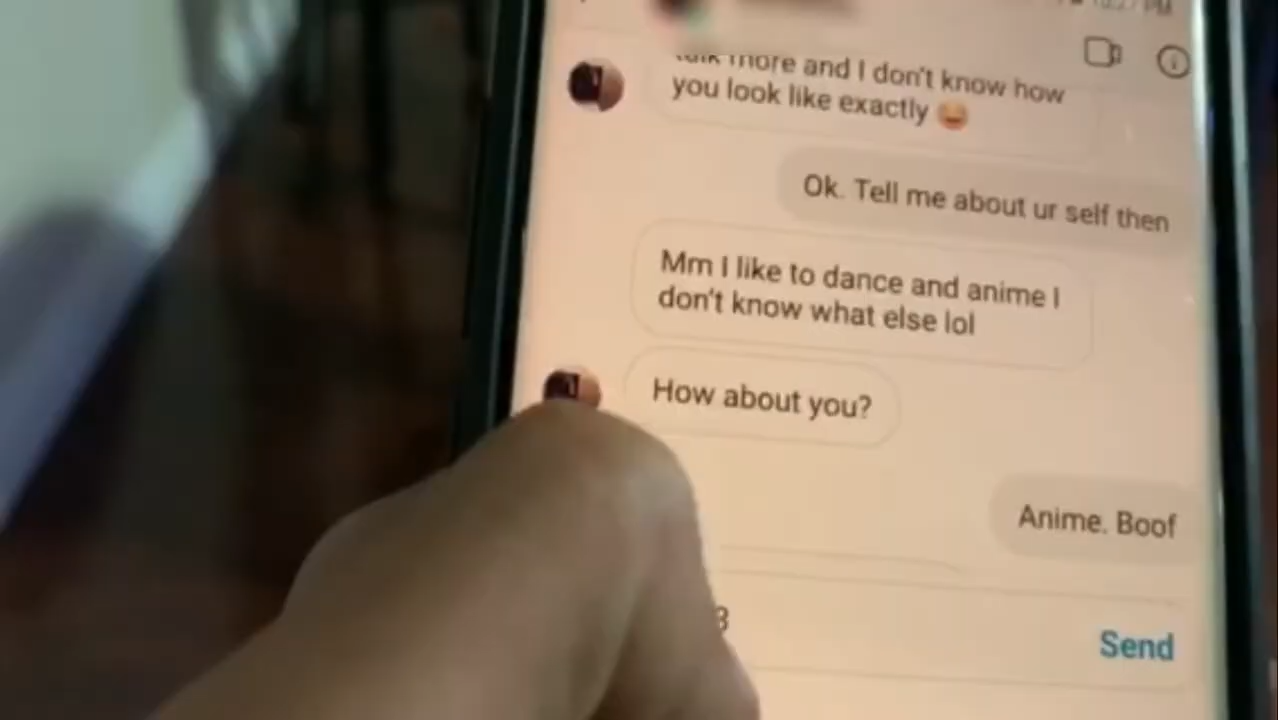 more and I don't know how
you look like exactly
Ok. Tell me about ur self then
Mm I like to dance and anime I
don't know what else lol
How about you?
Anime. Boof
Send